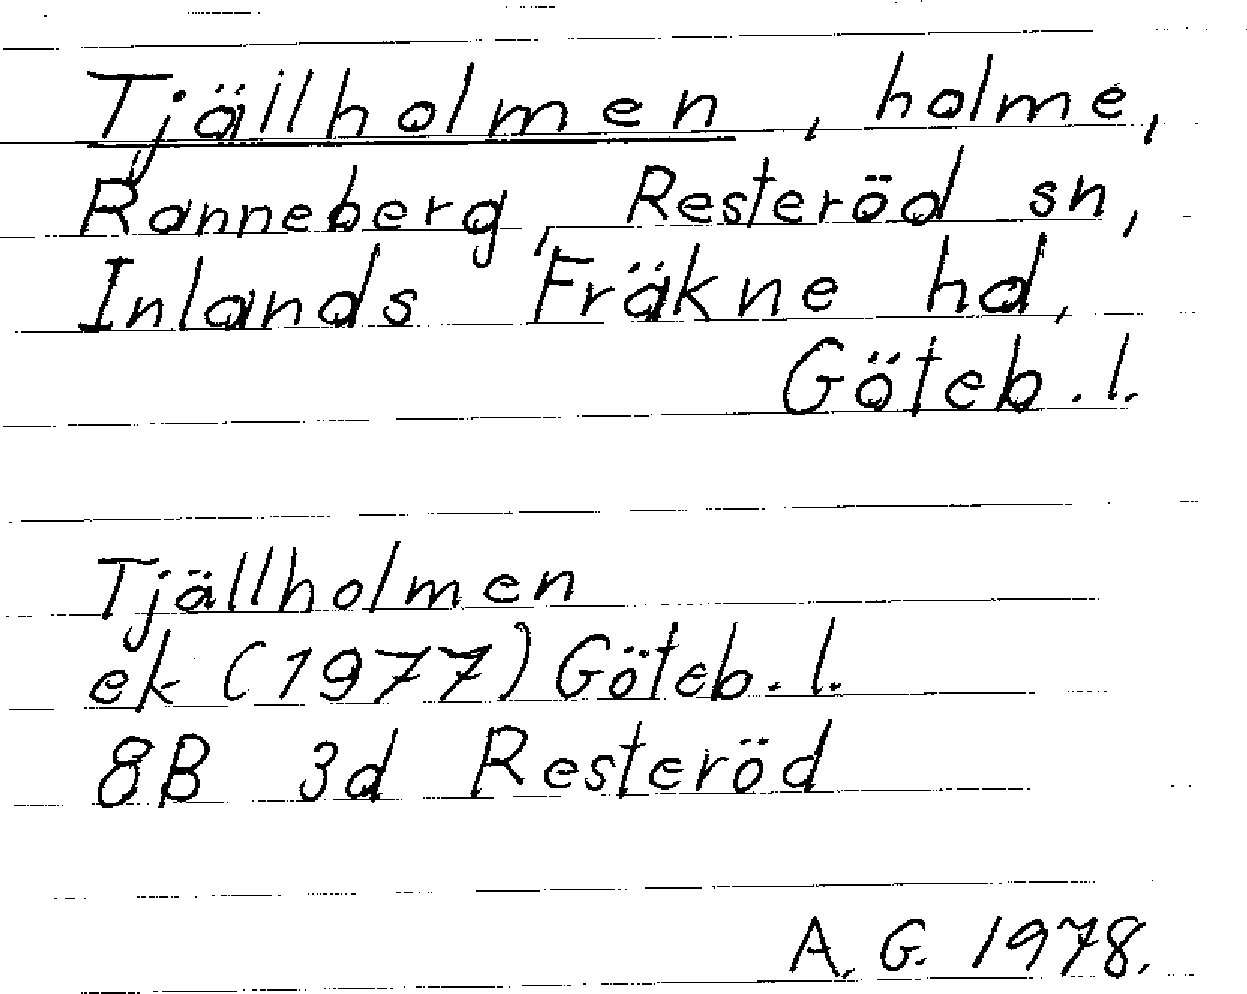 Tjällholmen, holme,
Ranneberg, Resteröd sn,
Inlands Fräkne hd,
Göteb. l.
Tjällholmen
ek (1977) Göteb. l.
8B 3d Resteröd
A. G. 1978.